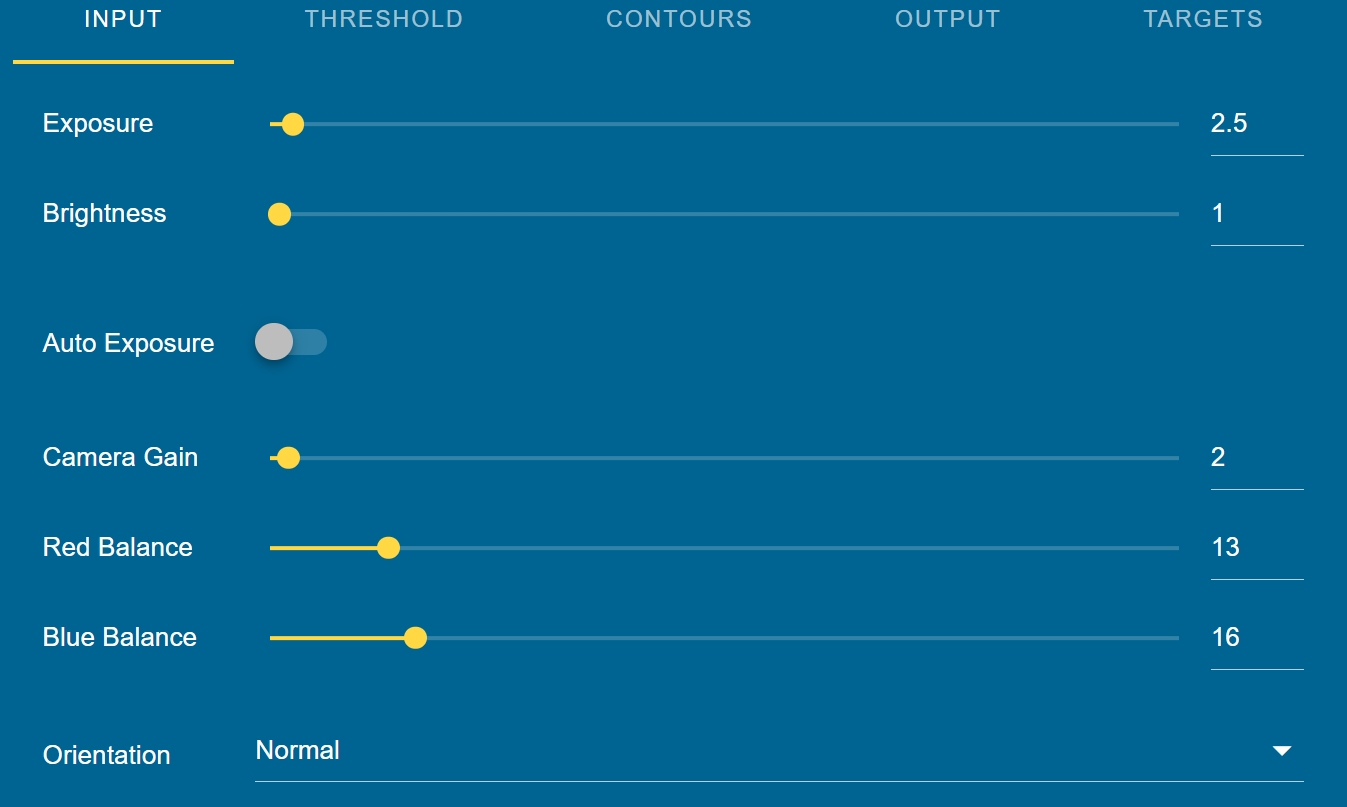 INPUT THRESHOLD CONTOURS OUTPUT TARGETS
Exposure 2.5
Brightness 1
Auto Exposure
Camera Gain 2
Red Balance 13
Blue Balance 16
Orientation Normal